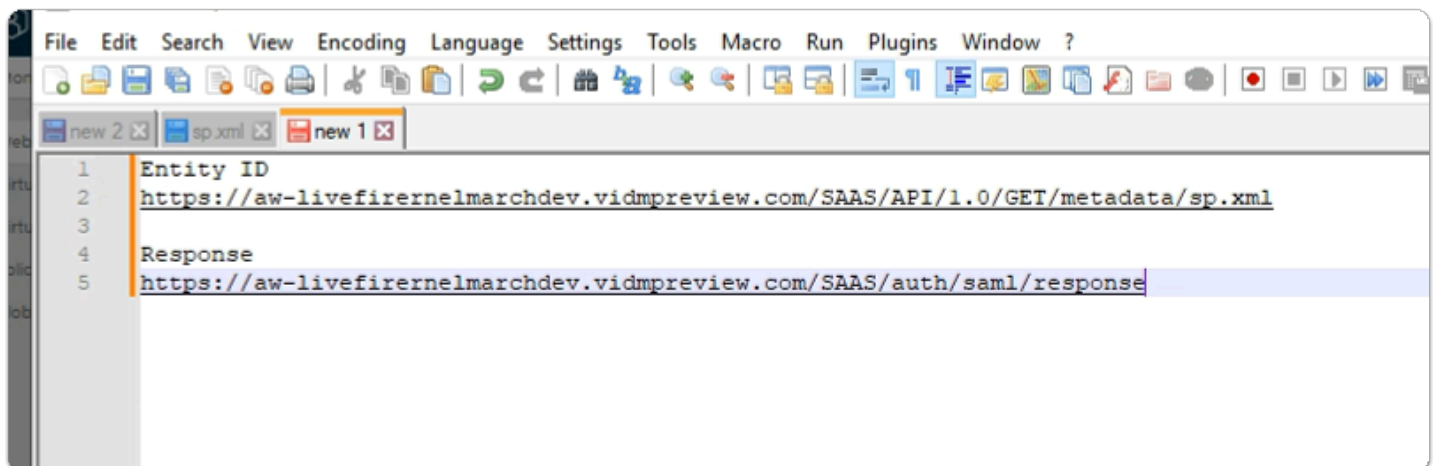 File Edit Search View Encoding Language Settings Tools Macro Run Plugins Window ?
new 2 sp.xml new 1
1 Entity ID
2 https://aw-livefirernelmarchdev.vidmpreview.com/SAAS/API/1.0/GET/metadata/sp.xml
3
4 Response
5 https://aw-livefirernelmarchdev.vidmpreview.com/SAAS/auth/saml/response